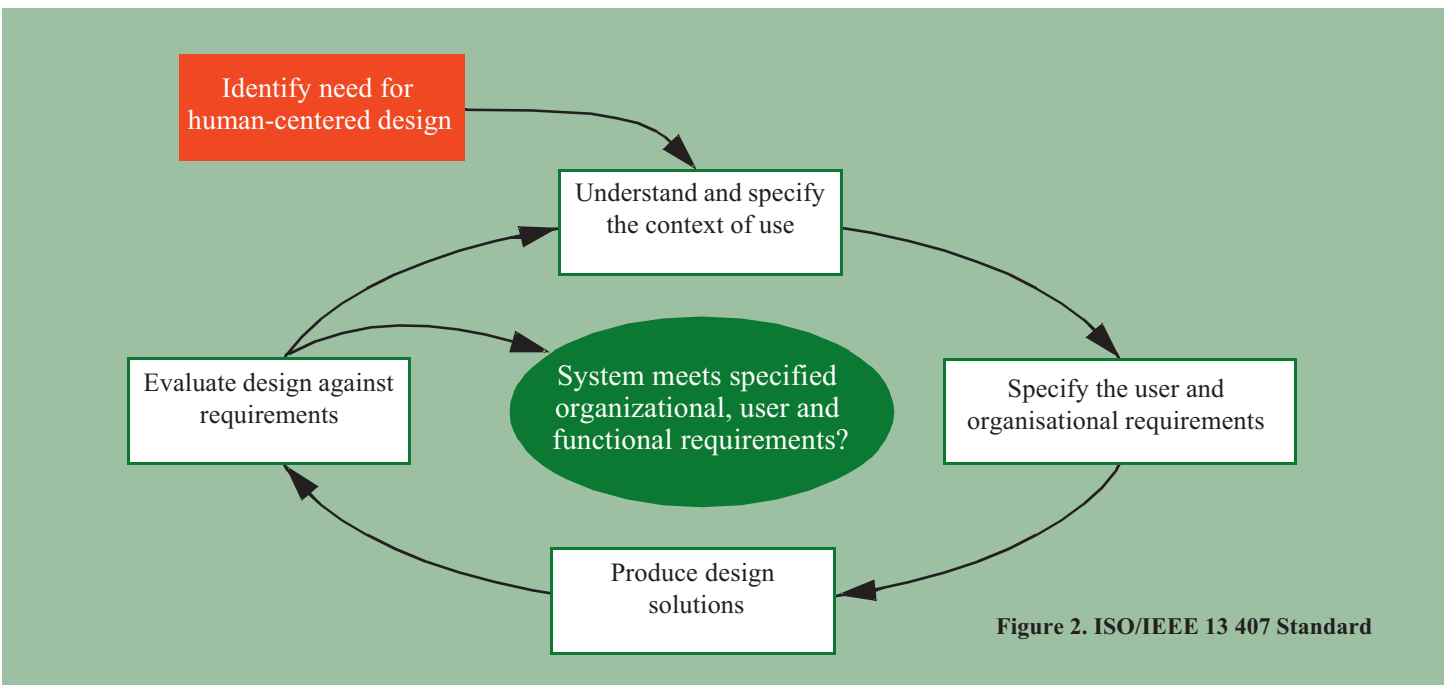 Identify need for
human-centered design
Understand and specify
the context of use
Evaluate design against
requirements
System meets specified
organizational, user and
functional requirements?
Specify the user and
organisational requirements
Produce design
solutions
Figure 2. ISO/IEEE 13 407 Standard